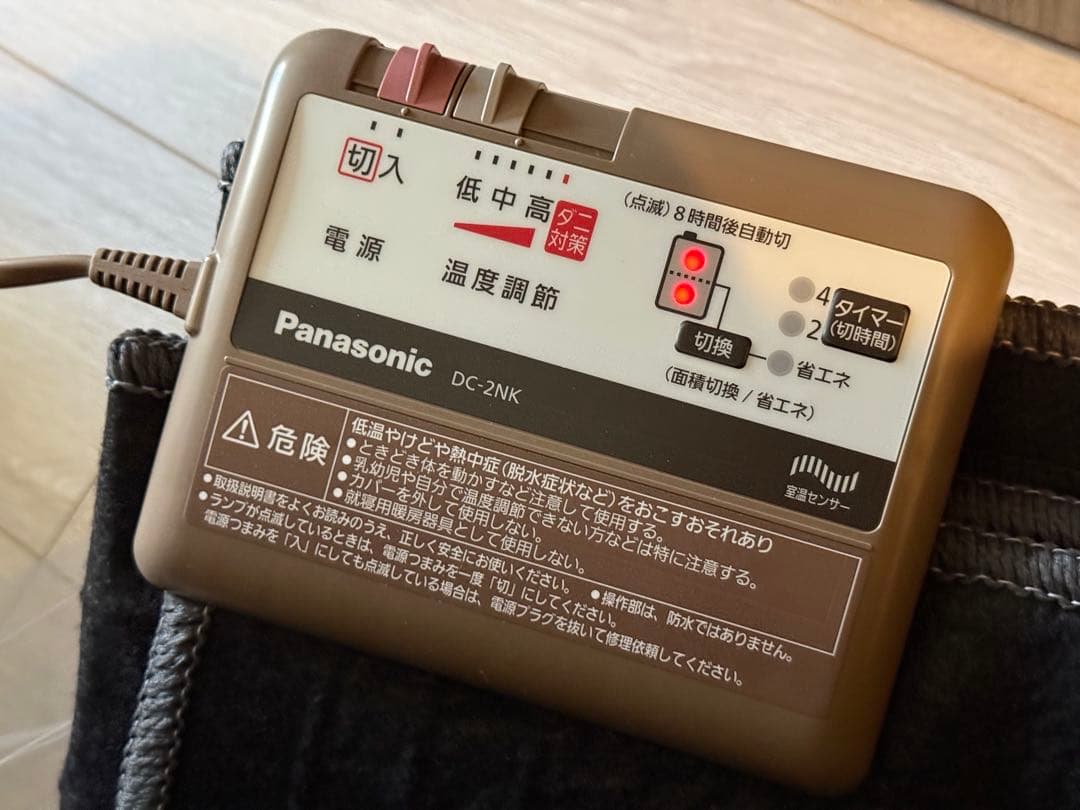 切 入
電源
低 中 高 ダニ対策
温度調節
(点滅)8時間後自動切
4
2
タイマー
(切時間)
切換
省エネ
(面積切換/省エネ)
Panasonic DC-2NK
室温センサー
危険
低温やけどや熱中症(脱水症状など)をおこすおそれあり
●ときどき体を動かすなど注意して使用する。
●乳幼児や自分で温度調節できない方などは特に注意する。
●カバーを外して使用しない。
●就寝用暖房器具として使用しない。
●取扱説明書をよくお読みのうえ、正しく安全にお使いください。 ●操作部は、防水ではありません。
●ランプが点滅しているときは、電源つまみを一度「切」にしてください。
電源つまみを「入」にしても点滅している場合は、電源プラグを抜いて修理依頼してください。